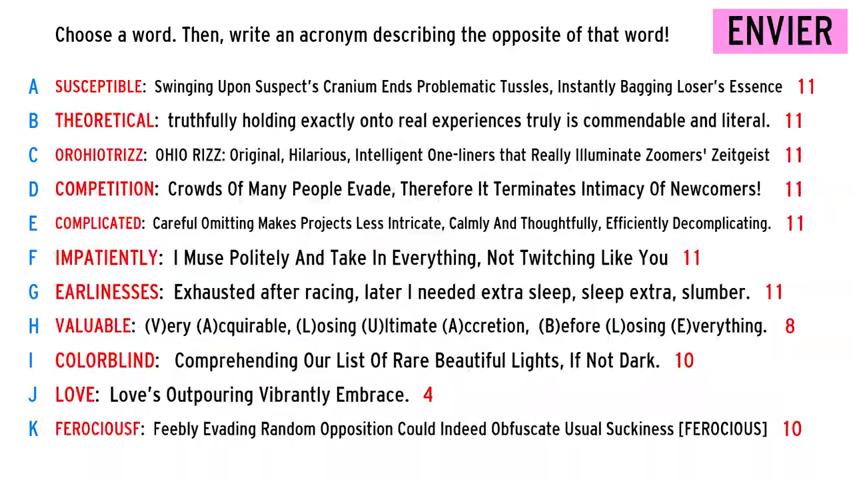 Choose a word. Then, write an acronym describing the opposite of that word!
ENVIER
A SUSCEPTIBLE: Swinging Upon Suspect's Cranium Ends Problematic Tussles, Instantly Bagging Loser's Essence 11
B THEORETICAL: truthfully holding exactly onto real experiences truly is commendable and literal. 11
C OROHIOTRIZZ: OHIO RIZZ: Original, Hilarious, Intelligent One-liners that Really Illuminate Zoomers' Zeitgeist 11
D COMPETITION: Crowds Of Many People Evade, Therefore It Terminates Intimacy Of Newcomers! 11
E COMPLICATED: Careful Omitting Makes Projects Less Intricate, Calmly And Thoughtfully, Efficiently Decomplicating. 11
F IMPATIENTLY: I Muse Politely And Take In Everything, Not Twitching Like You 11
G EARLINESSES: Exhausted after racing, later I needed extra sleep, sleep extra, slumber. 11
H VALUABLE: (V)ery (A)cquirable, (L)osing (U)ltimate (A)ccretion, (B)efore (L)osing (E)verything. 8
I COLORBLIND: Comprehending Our List Of Rare Beautiful Lights, If Not Dark. 10
J LOVE: Love's Outpouring Vibrantly Embrace. 4
K FEROCIOUSF: Feebly Evading Random Opposition Could Indeed Obfuscate Usual Suckiness [FEROCIOUS] 10